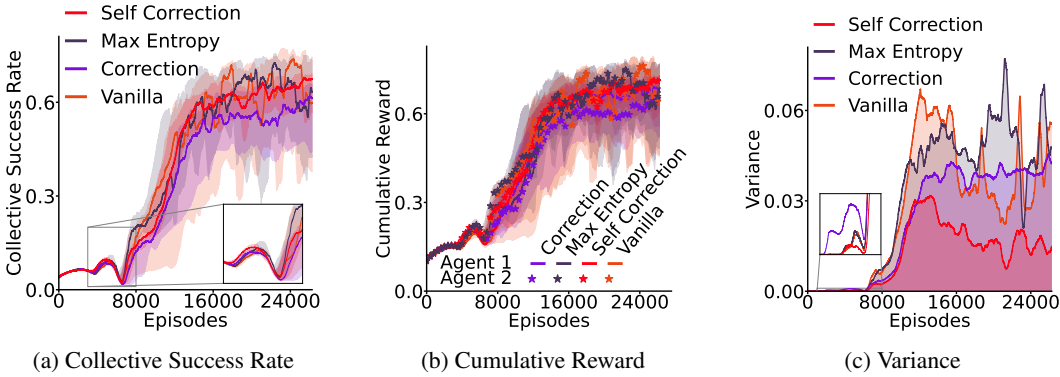 Self Correction
Max Entropy
Correction
Vanilla
Collective Success Rate
0.6
0.3
0.0
0 8000 16000 24000
Episodes
(a) Collective Success Rate
Cumulative Reward
0.6
0.3
0.0
Correction
Max Entropy
Self Correction
Vanilla
Agent 1
Agent 2
0 8000 16000 24000
Episodes
(b) Cumulative Reward
Self Correction
Max Entropy
Correction
Vanilla
Variance
0.06
0.03
0.00
0 8000 16000 24000
Episodes
(c) Variance